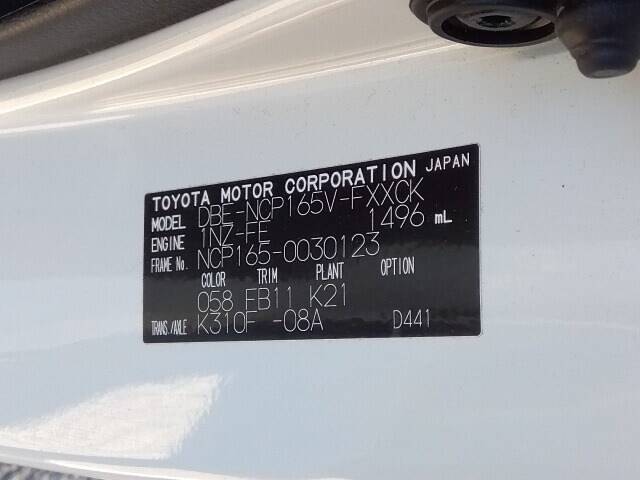 TOYOTA MOTOR CORPORATION JAPAN
MODEL DBE-NCP165V-FXXCK
ENGINE 1NZ-FE 1496 mL
FRAME No. NCP165-0030123
COLOR TRIM PLANT OPTION
058 FB11 K21
TRANS./AXLE K310F -08A D441